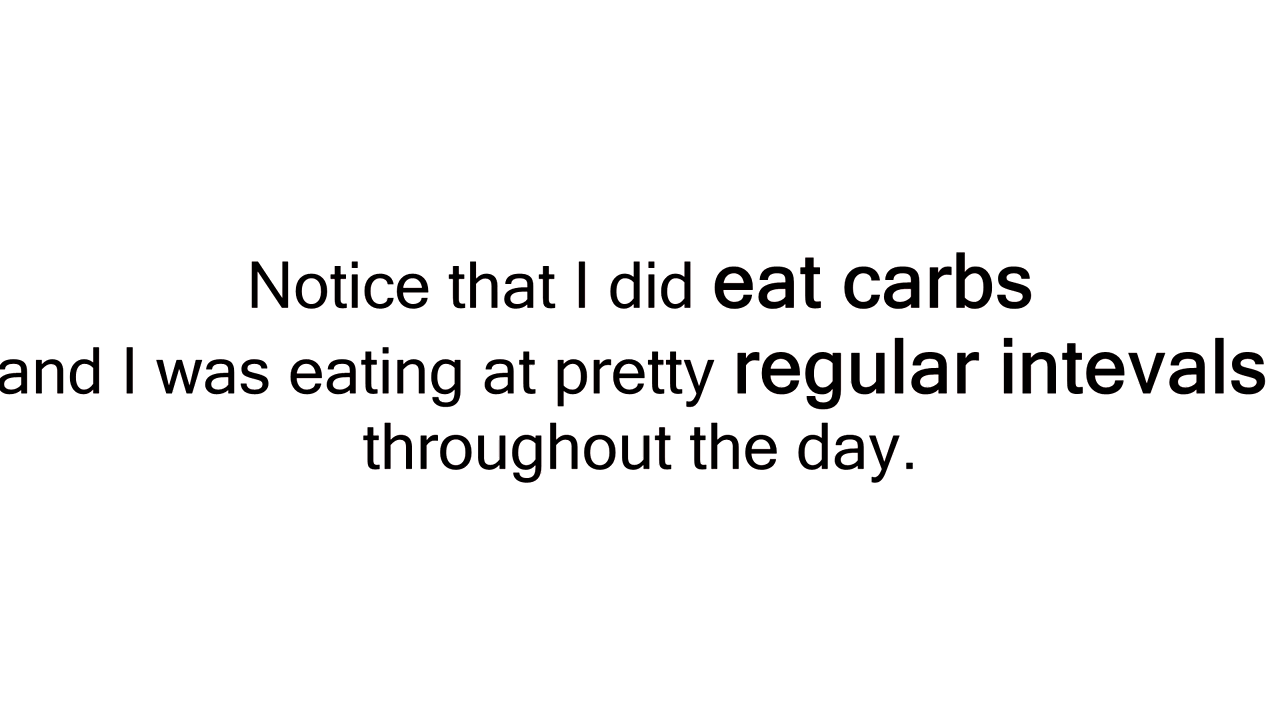 Notice that I did eat carbs
and I was eating at pretty regular intevals
throughout the day.